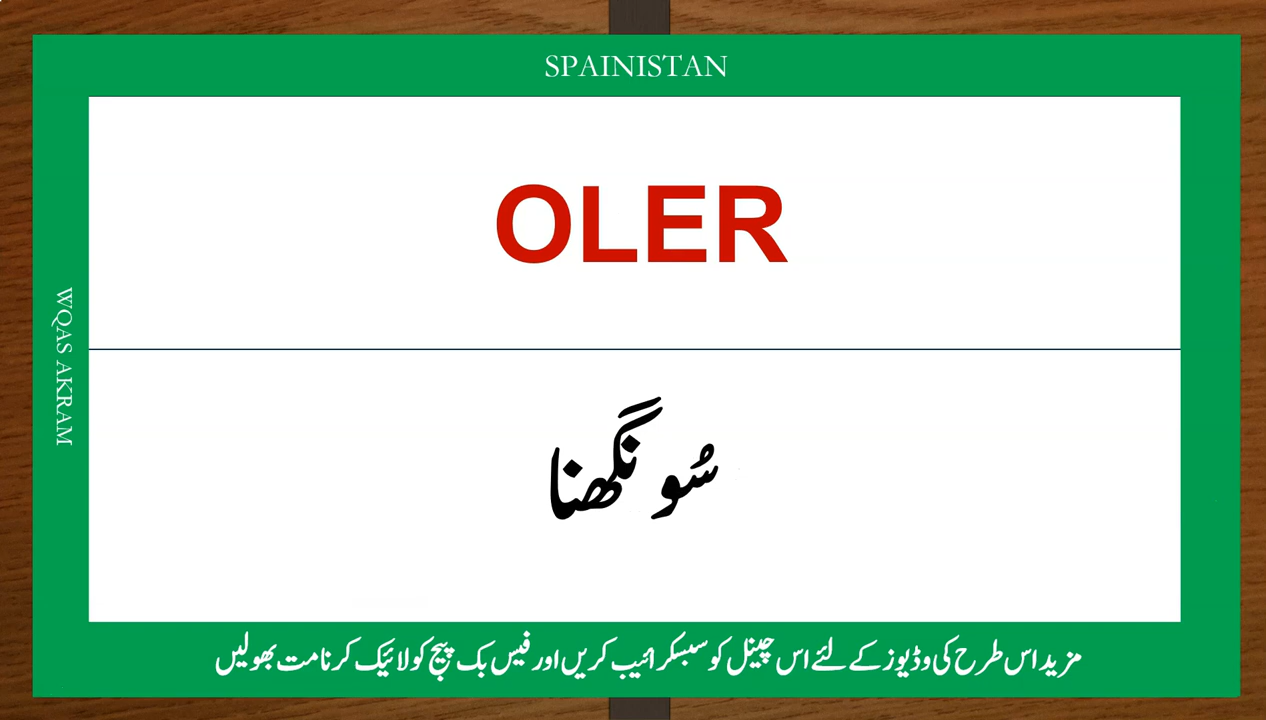 SPAINISTAN
OLER
WQAS AKRAM
سُونگھنا
مزید اس طرح کی وڈیوز کے لئے اس چینل کو سبسکرائیب کریں اور فیس بک پیج کو لائیک کرنا مت بھولیں